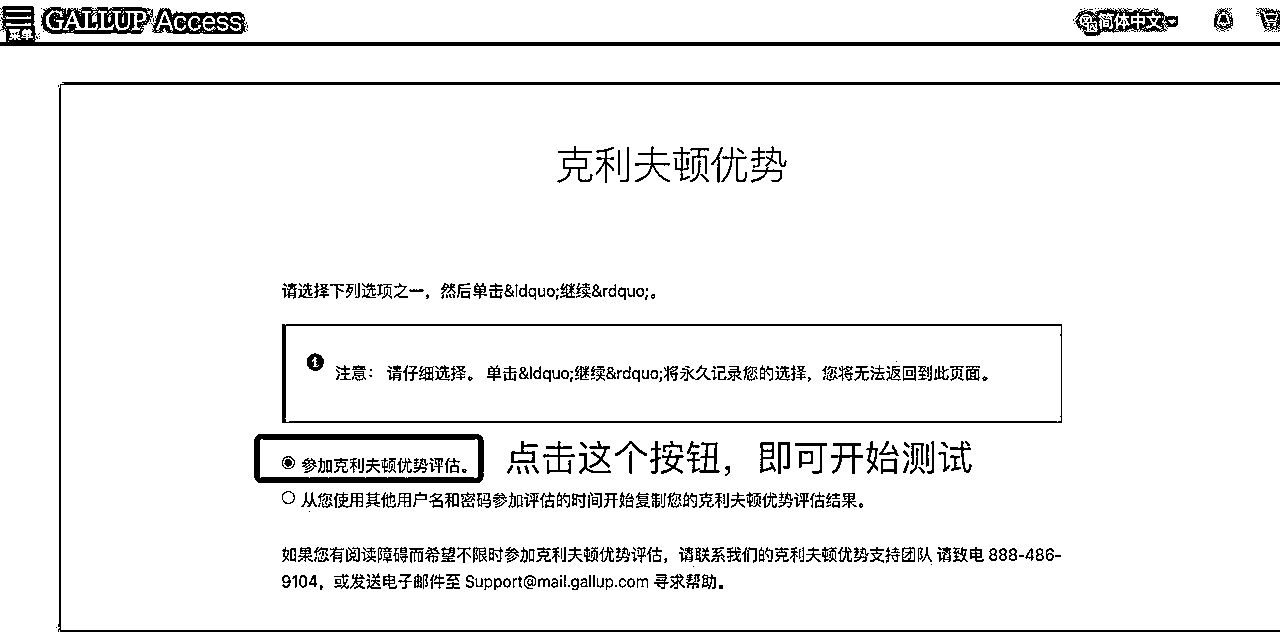 菜单
GALLUP Access
简体中文
克利夫顿优势
请选择下列选项之一，然后单击&ldquo;继续&rdquo;。
注意： 请仔细选择。 单击&ldquo;继续&rdquo;将永久记录您的选择，您将无法返回到此页面。
参加克利夫顿优势评估。
点击这个按钮，即可开始测试
从您使用其他用户名和密码参加评估的时间开始复制您的克利夫顿优势评估结果。
如果您有阅读障碍而希望不限时参加克利夫顿优势评估，请联系我们的克利夫顿优势支持团队 请致电 888-486-
9104，或发送电子邮件至 Support@mail.gallup.com 寻求帮助。